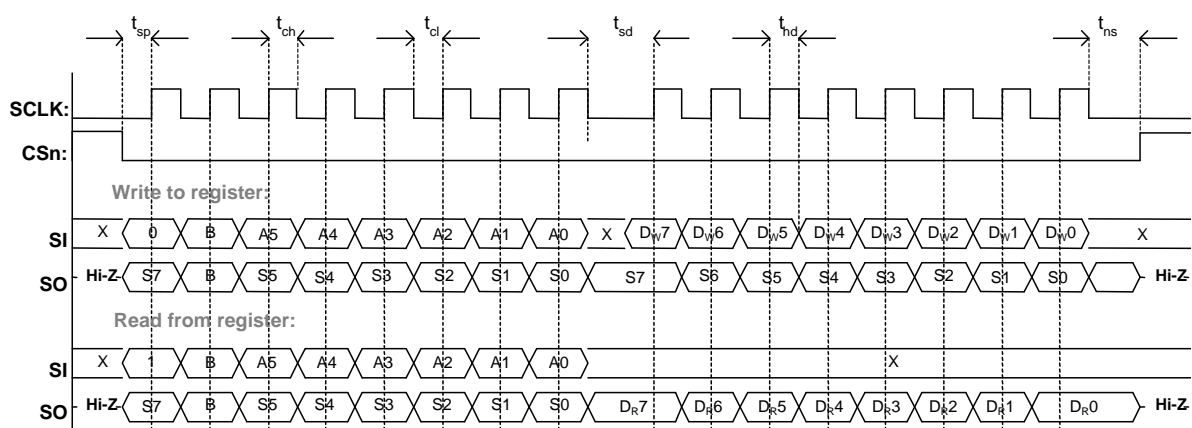 tsp tch tcl tsd thd tns
SCLK:
CSn:
Write to register:
SI X 0 B A5 A4 A3 A2 A1 A0 X DW7 DW6 DW5 DW4 DW3 DW2 DW1 DW0 X
SO Hi-Z S7 B S5 S4 S3 S2 S1 S0 S7 S6 S5 S4 S3 S2 S1 S0 Hi-Z
Read from register:
SI X 1 B A5 A4 A3 A2 A1 A0 X
SO Hi-Z S7 B S5 S4 S3 S2 S1 S0 DR7 DR6 DR5 DR4 DR3 DR2 DR1 DR0 Hi-Z